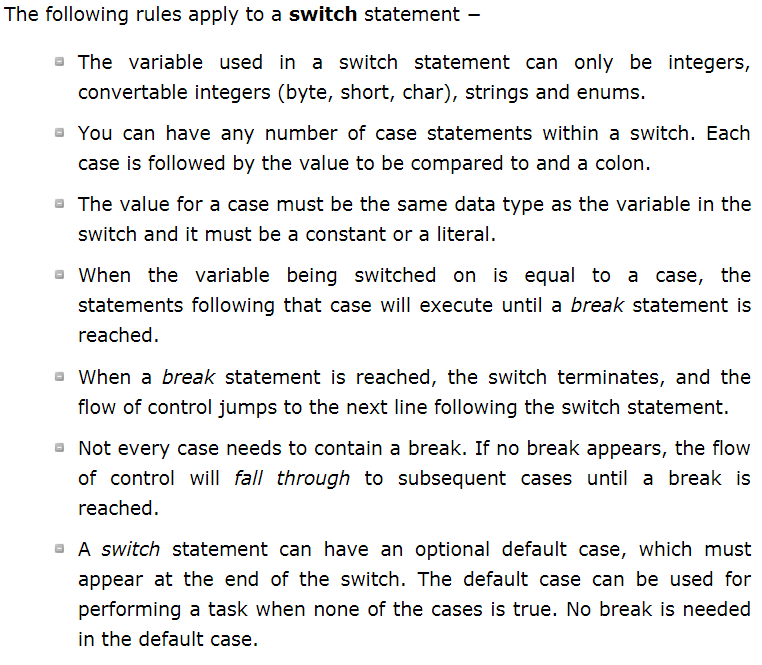 The following rules apply to a switch statement −
The variable used in a switch statement can only be integers,
convertable integers (byte, short, char), strings and enums.
You can have any number of case statements within a switch. Each
case is followed by the value to be compared to and a colon.
The value for a case must be the same data type as the variable in the
switch and it must be a constant or a literal.
When the variable being switched on is equal to a case, the
statements following that case will execute until a break statement is
reached.
When a break statement is reached, the switch terminates, and the
flow of control jumps to the next line following the switch statement.
Not every case needs to contain a break. If no break appears, the flow
of control will fall through to subsequent cases until a break is
reached.
A switch statement can have an optional default case, which must
appear at the end of the switch. The default case can be used for
performing a task when none of the cases is true. No break is needed
in the default case.